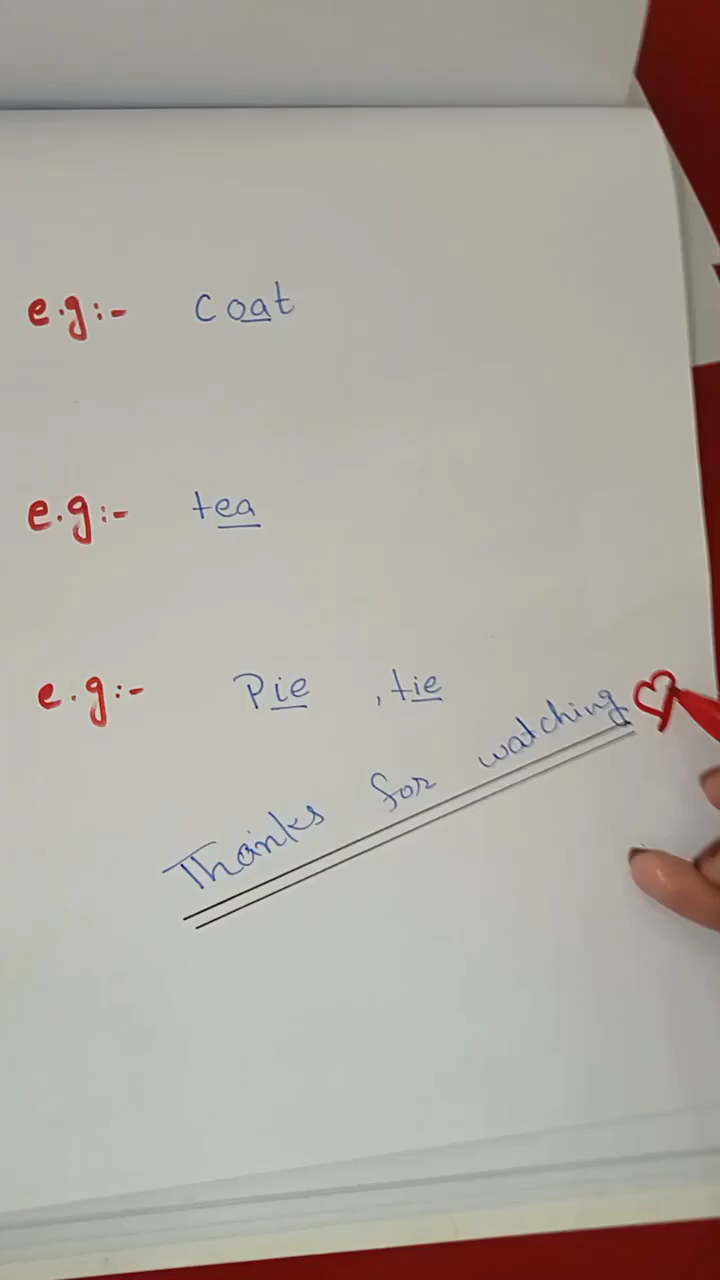 e.g:- coat
e.g:- tea
e.g:- Pie , tie
Thanks for watching